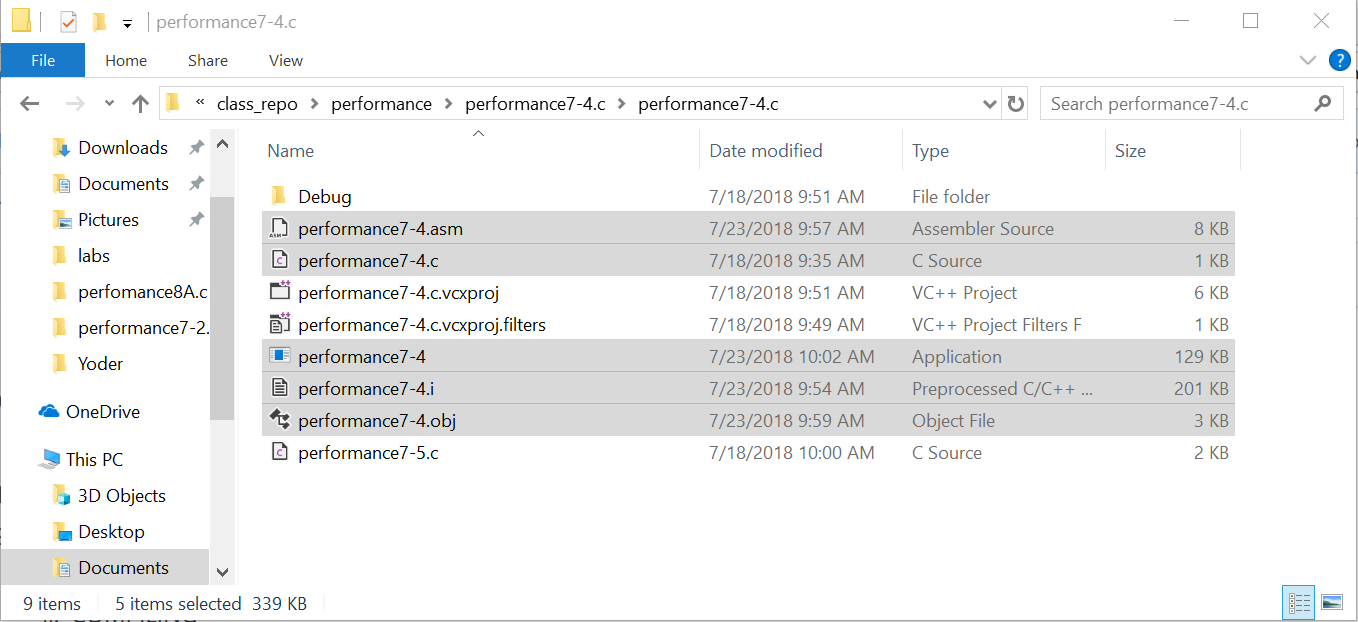 performance7-4.c
File Home Share View
« class_repo performance performance7-4.c performance7-4.c Search performance7-4.c
Downloads
Documents
Pictures
labs
perfomance8A.c
performance7-2.
Yoder
OneDrive
This PC
3D Objects
Desktop
Documents
Name Date modified Type Size
Debug 7/18/2018 9:51 AM File folder
performance7-4.asm 7/23/2018 9:57 AM Assembler Source 8 KB
performance7-4.c 7/18/2018 9:35 AM C Source 1 KB
performance7-4.c.vcxproj 7/18/2018 9:51 AM VC++ Project 6 KB
performance7-4.c.vcxproj.filters 7/18/2018 9:49 AM VC++ Project Filters F 1 KB
performance7-4 7/23/2018 10:02 AM Application 129 KB
performance7-4.i 7/23/2018 9:54 AM Preprocessed C/C++ ... 201 KB
performance7-4.obj 7/23/2018 9:59 AM Object File 3 KB
performance7-5.c 7/18/2018 10:00 AM C Source 2 KB
9 items 5 items selected 339 KB